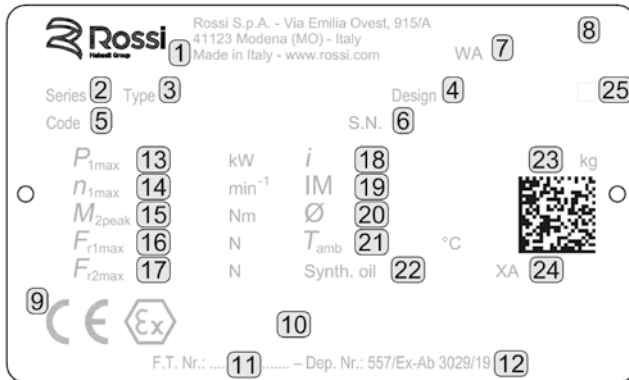 Rossi
Habasit Group
1
Rossi S.p.A. - Via Emilia Ovest, 915/A
41123 Modena (MO) - Italy
Made in Italy - www.rossi.com
WA 7
8
Series 2 Type 3
Design 4
25
Code 5
S.N. 6
P1max 13 kW i 18 23 kg
n1max 14 min-1 IM 19
M2peak 15 Nm Ø 20
Fr1max 16 N Tamb 21 °C
Fr2max 17 N Synth. oil 22 XA 24
9
CE Ex
10
F.T. Nr.: ....11....... – Dep. Nr.: 557/Ex-Ab 3029/19 12